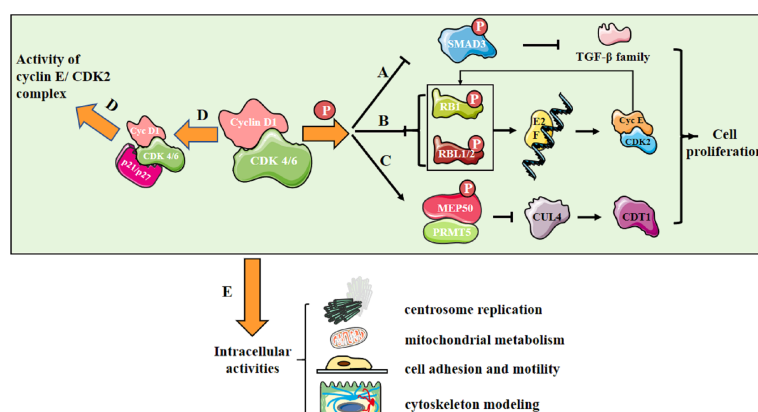 Activity of
cyclin E/ CDK2
complex
D
D
Cyc D1
CDK 4/6
p21/p27
Cyclin D1
CDK 4/6
P
A
B
C
P
SMAD3
TGF-β family
P
RB1
P
RBL1/2
E2
F
Cyc E
CDK2
Cell
proliferation
P
MEP50
PRMT5
CUL4
CDT1
E
Intracellular
activities
centrosome replication
mitochondrial metabolism
cell adhesion and motility
cytoskeleton modeling